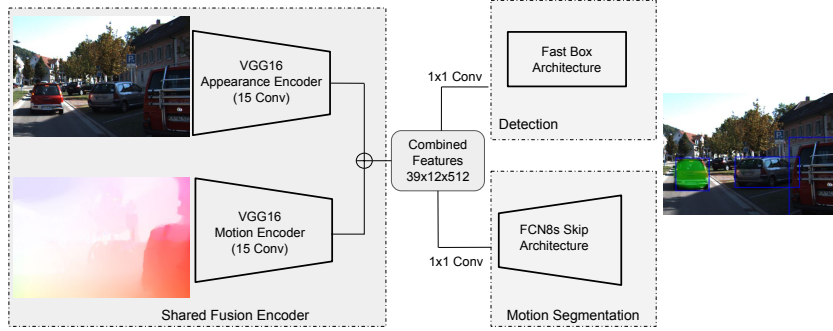 VGG16
Appearance Encoder
(15 Conv)
VGG16
Motion Encoder
(15 Conv)
Shared Fusion Encoder
Combined
Features
39x12x512
1x1 Conv
1x1 Conv
Fast Box
Architecture
Detection
FCN8s Skip
Architecture
Motion Segmentation